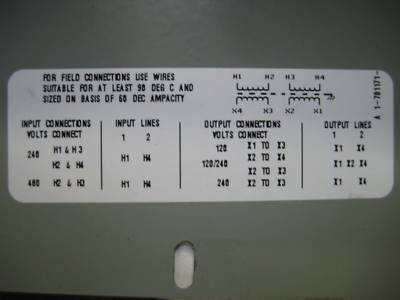 FOR FIELD CONNECTIONS USE WIRES
SUITABLE FOR AT LEAST 90 DEG C AND
SIZED ON BASIS OF 60 DEC AMPACITY
H1 H2 H3 H4
X4 X3 X2 X1
A 1-781171-
INPUT CONNECTIONS INPUT LINES OUTPUT CONNECTIONS OUTPUT LINES
VOLTS CONNECT 1 2 VOLTS CONNECT 1 2
240 H1 & H3 H1 H4 120 X1 TO X3 X1 X4
H2 & H4 X2 TO X4
120/240 X2 TO X3 X1 X2 X4
480 H2 & H3 H1 H4 240 X2 TO X3 X1 X4